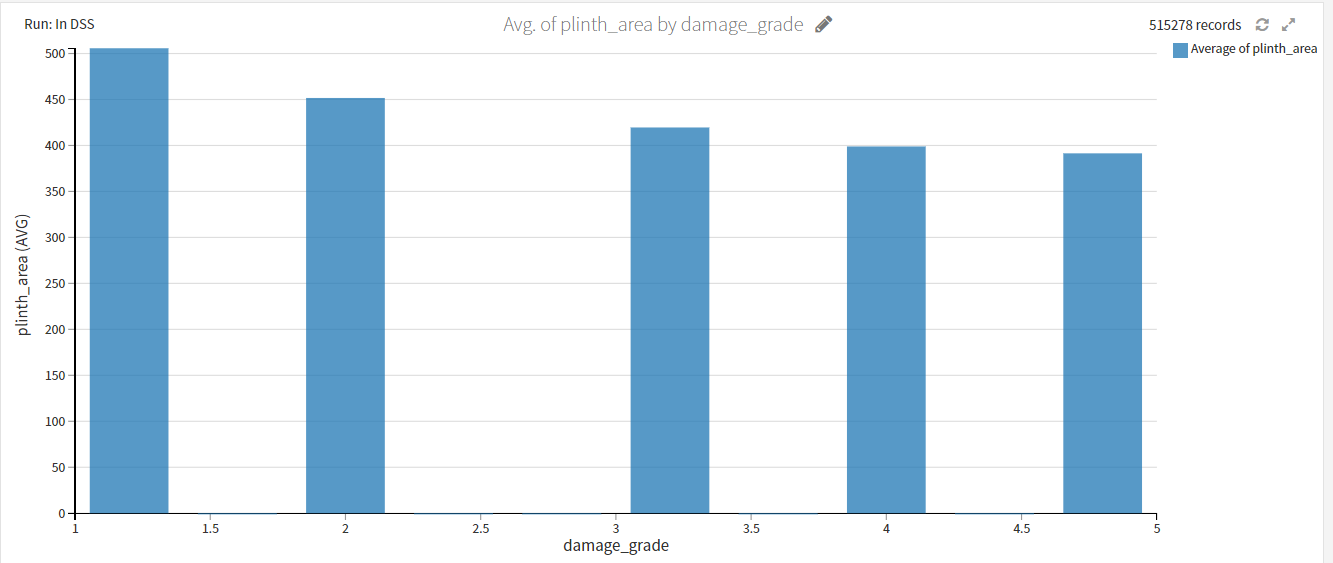 Run: In DSS
Avg. of plinth_area by damage_grade
515278 records
Average of plinth_area
plinth_area (AVG)
500
450
400
350
300
250
200
150
100
50
0
1 1.5 2 2.5 3 3.5 4 4.5 5
damage_grade